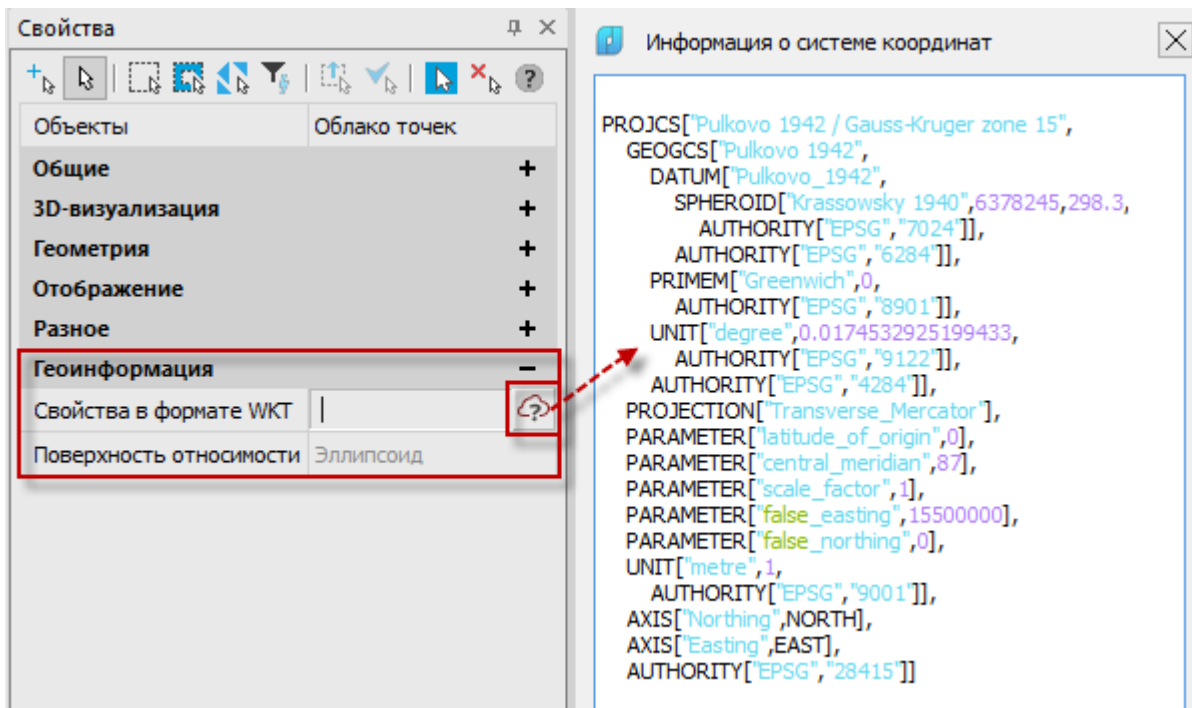 Свойства
Объекты Облако точек
Общие +
3D-визуализация +
Геометрия +
Отображение +
Разное +
Геоинформация −
Свойства в формате WKT
Поверхность относимости Эллипсоид
Информация о системе координат
PROJCS["Pulkovo 1942 / Gauss-Kruger zone 15",
GEOGCS["Pulkovo 1942",
DATUM["Pulkovo_1942",
SPHEROID["Krassowsky 1940",6378245,298.3,
AUTHORITY["EPSG","7024"]],
AUTHORITY["EPSG","6284"]],
PRIMEM["Greenwich",0,
AUTHORITY["EPSG","8901"]],
UNIT["degree",0.0174532925199433,
AUTHORITY["EPSG","9122"]],
AUTHORITY["EPSG","4284"]],
PROJECTION["Transverse_Mercator"],
PARAMETER["latitude_of_origin",0],
PARAMETER["central_meridian",87],
PARAMETER["scale_factor",1],
PARAMETER["false_easting",15500000],
PARAMETER["false_northing",0],
UNIT["metre",1,
AUTHORITY["EPSG","9001"]],
AXIS["Northing",NORTH],
AXIS["Easting",EAST],
AUTHORITY["EPSG","28415"]]